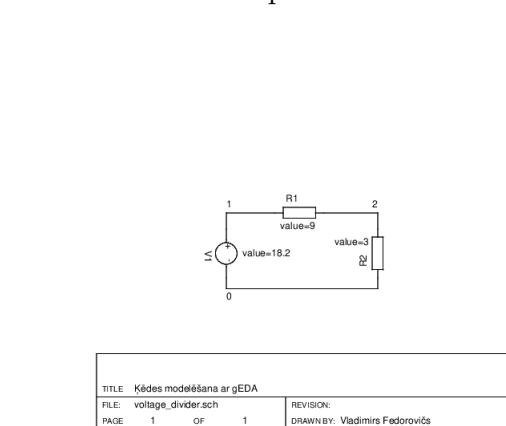 R1
1
2
value=9
value=3
V1
+
-
value=18.2
R2
0
TITLE Ķēdes modelēšana ar gEDA
FILE: voltage_divider.sch
REVISION:
PAGE 1 OF 1
DRAWN BY: Vladimirs Fedorovičs